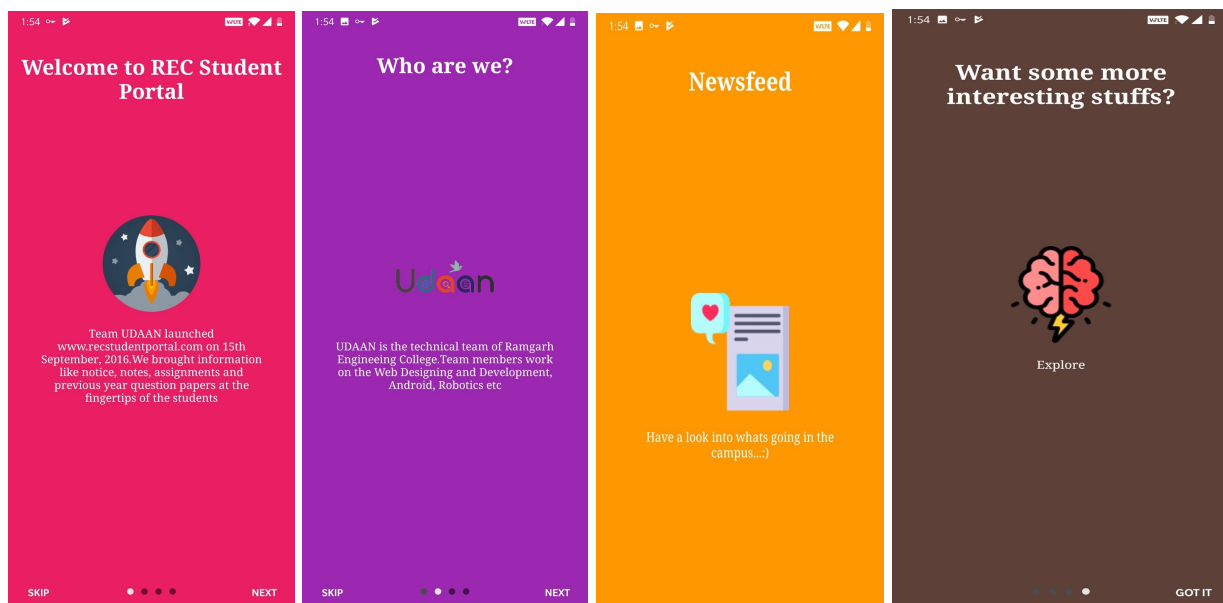 1:54
VoLTE
Welcome to REC Student
Portal
Team UDAAN launched
www.recstudentportal.com on 15th
September, 2016.We brought information
like notice, notes, assignments and
previous year question papers at the
fingertips of the students
SKIP
NEXT
1:54
VoLTE
Who are we?
Udaan
UDAAN is the technical team of Ramgarh
Engineeing College.Team members work
on the Web Designing and Development,
Android, Robotics etc
SKIP
NEXT
1:54
VoLTE
Newsfeed
Have a look into whats going in the
campus...:)
1:54
VoLTE
Want some more
interesting stuffs?
Explore
GOT IT